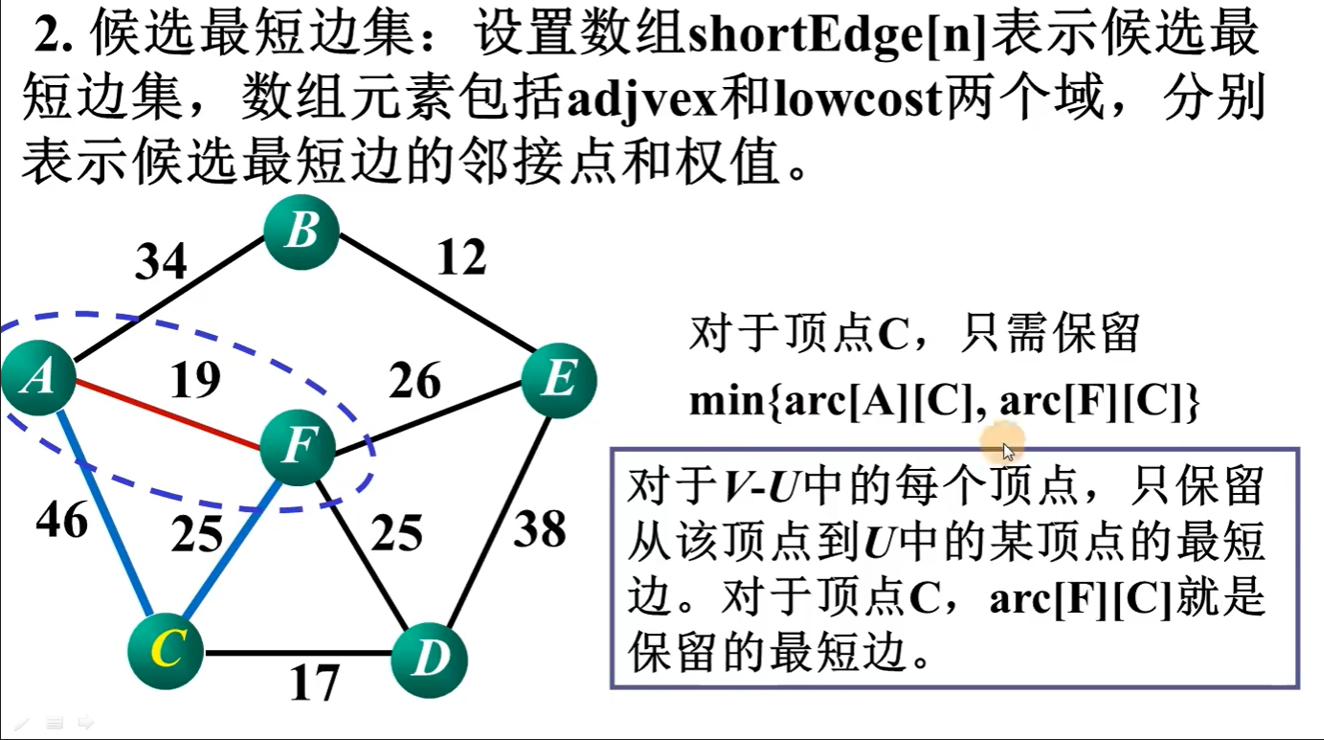 2. 候选最短边集：设置数组shortEdge[n]表示候选最
短边集，数组元素包括adjvex和lowcost两个域，分别
表示候选最短边的邻接点和权值。
B
34
12
A
19
26
E
F
46
25
25
38
C
D
17
对于顶点C，只需保留
min{arc[A][C], arc[F][C]}
对于V-U中的每个顶点，只保留
从该顶点到U中的某顶点的最短
边。对于顶点C，arc[F][C]就是
保留的最短边。